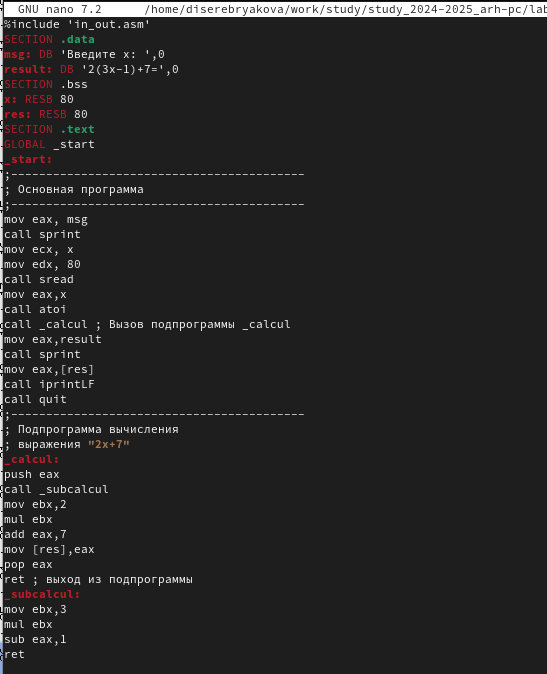 GNU nano 7.2 /home/diserebryakova/work/study/study_2024-2025_arh-pc/lab
%include 'in_out.asm'
SECTION .data
msg: DB 'Введите x: ',0
result: DB '2(3x-1)+7=',0
SECTION .bss
x: RESB 80
res: RESB 80
SECTION .text
GLOBAL _start
_start:
;------------------------------------------
; Основная программа
;------------------------------------------
mov eax, msg
call sprint
mov ecx, x
mov edx, 80
call sread
mov eax,x
call atoi
call _calcul ; Вызов подпрограммы _calcul
mov eax,result
call sprint
mov eax,[res]
call iprintLF
call quit
;------------------------------------------
; Подпрограмма вычисления
; выражения "2x+7"
_calcul:
push eax
call _subcalcul
mov ebx,2
mul ebx
add eax,7
mov [res],eax
pop eax
ret ; выход из подпрограммы
_subcalcul:
mov ebx,3
mul ebx
sub eax,1
ret